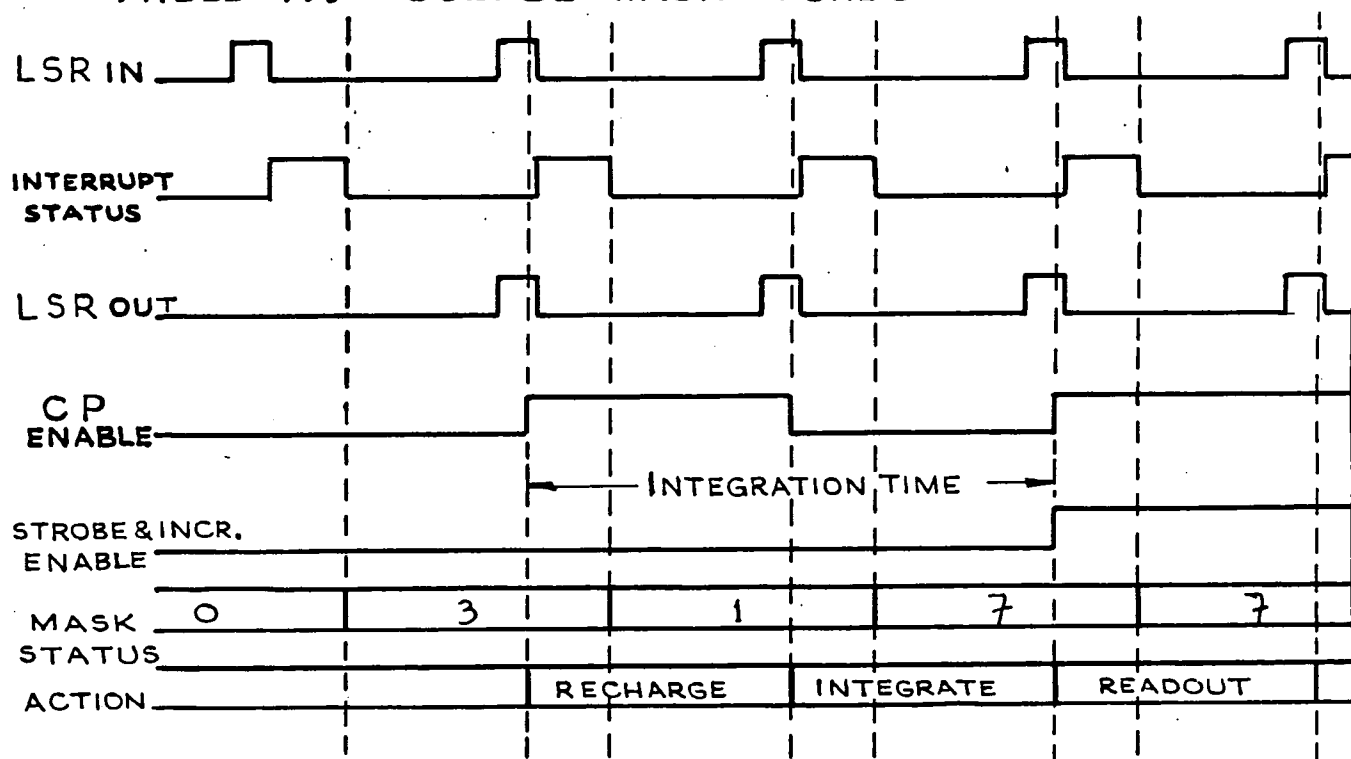 LSR IN
INTERRUPT
STATUS
LSR OUT
CP
ENABLE
INTEGRATION TIME
STROBE & INCR.
ENABLE
MASK 0 3 1 7 7
STATUS
ACTION RECHARGE INTEGRATE READOUT